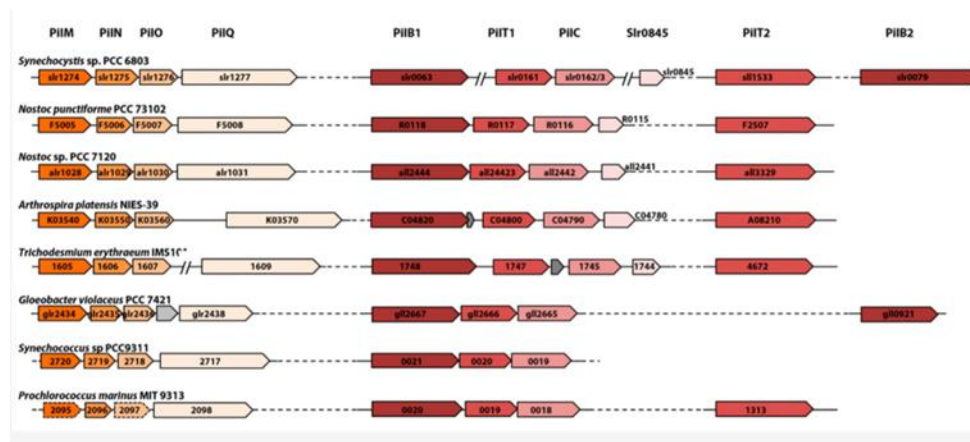 PilM PilN PilO PilQ PilB1 PilT1 PilC Slr0845 PilT2 PilB2
Synechocystis sp. PCC 6803
slr1274 slr1275 slr1276 slr1277 slr0063 // slr0161 slr0162/3 // slr0845 sll1533 slr0079
Nostoc punctiforme PCC 73102
F5005 F5006 F5007 F5008 R0118 R0117 R0116 R0115 F2507
Nostoc sp. PCC 7120
alr1028 alr1029 alr1030 alr1031 all2444 all24423 all2442 all2441 all3329
Arthrospira platensis NIES-39
K03540 K03550 K03560 K03570 C04820 C04800 C04790 C04780 A08210
Trichodesmium erythraeum
1605 1606 1607 // 1609 1748 1747 1745 1744 4672
Gloeobacter violaceus PCC 7421
glr2434 glr2435 glr2436 glr2438 gll2667 gll2666 gll2665 gll0921
Synechococcus sp PCC9311
2720 2719 2718 2717 0021 0020 0019
Prochlorococcus marinus MIT 9313
2095 2096 2097 2098 0020 0019 0018 1313